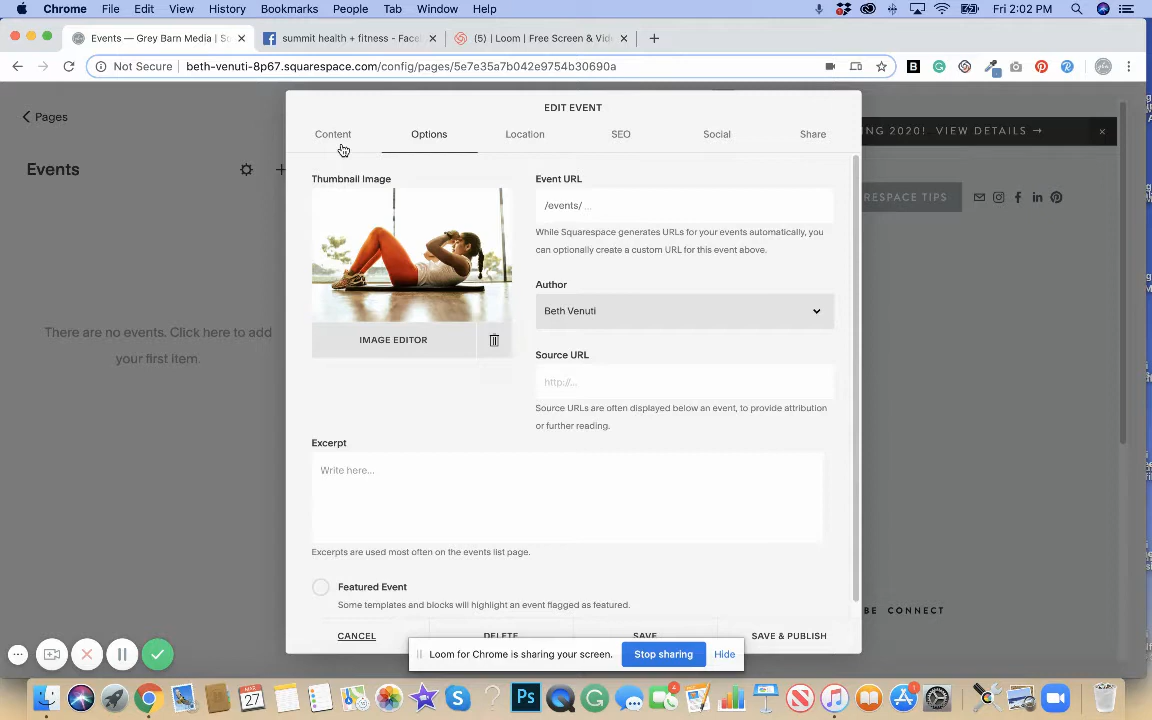 Chrome File Edit View History Bookmarks People Tab Window Help Fri 2:02 PM
Events — Grey Barn Media | S
summit health + fitness - Fac
(5) | Loom | Free Screen & Vid
Not Secure beth-venuti-8p67.squarespace.com/config/pages/5e7e35a7b042e9754b30690a
Pages
EDIT EVENT
Content Options Location SEO Social Share
ING 2020! VIEW DETAILS →
Events
RESPACE TIPS
Thumbnail Image
Event URL
/events/ ...
While Squarespace generates URLs for your events automatically, you
can optionally create a custom URL for this event above.
Author
Beth Venuti
IMAGE EDITOR
There are no events. Click here to add
your first item.
Source URL
http://...
Source URLs are often displayed below an event, to provide attribution
or further reading.
Excerpt
Write here...
Excerpts are used most often on the events list page.
Featured Event
Some templates and blocks will highlight an event flagged as featured.
BE CONNECT
CANCEL DELETE SAVE SAVE & PUBLISH
Loom for Chrome is sharing your screen. Stop sharing Hide